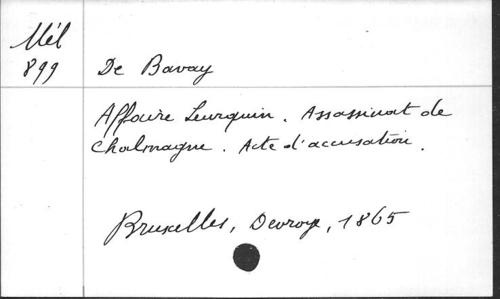 Mél
899
De Bavay
Affaire Leurquin. Assassinat de
Chalmagne. Acte d'accusation.
Bruxelles, Devroye, 1865